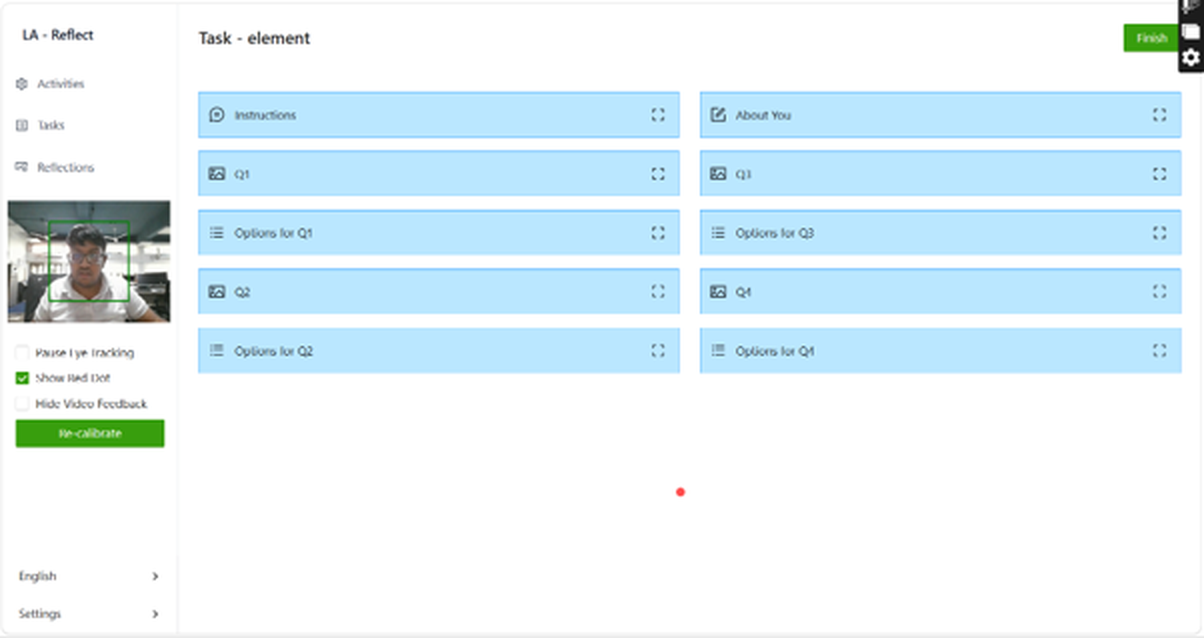 LA - Reflect
Activities
Tasks
Reflections
Pause Eye Tracking
Show Red Dot
Hide Video Feedback
Re-calibrate
English
Settings
Task - element
Finish
Instructions
About You
Q1
Q3
Options for Q1
Options for Q3
Q2
Q4
Options for Q2
Options for Q4